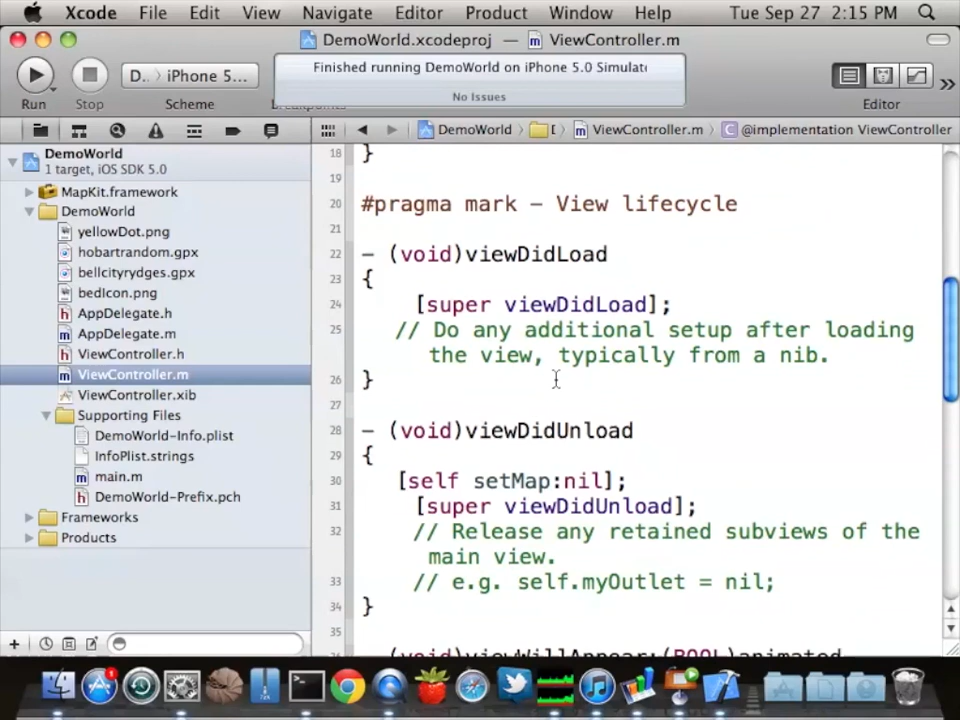 Xcode File Edit View Navigate Editor Product Window Help Tue Sep 27 2:15 PM
DemoWorld.xcodeproj — ViewController.m
D... iPhone 5...
Finished running DemoWorld on iPhone 5.0 Simulat
No Issues
Run Stop Scheme Editor
DemoWorld ViewController.m @implementation ViewController
DemoWorld
1 target, iOS SDK 5.0
MapKit.framework
DemoWorld
yellowDot.png
hobartrandom.gpx
bellcityrydges.gpx
bedIcon.png
AppDelegate.h
AppDelegate.m
ViewController.h
ViewController.m
ViewController.xib
Supporting Files
DemoWorld-Info.plist
InfoPlist.strings
main.m
DemoWorld-Prefix.pch
Frameworks
Products
18 }
19
20 #pragma mark - View lifecycle
21
22 - (void)viewDidLoad
23 {
24 [super viewDidLoad];
25 // Do any additional setup after loading
the view, typically from a nib.
26 }
27
28 - (void)viewDidUnload
29 {
30 [self setMap:nil];
31 [super viewDidUnload];
32 // Release any retained subviews of the
main view.
33 // e.g. self.myOutlet = nil;
34 }
35
(void)viewWillAppear:(BOOL)animated